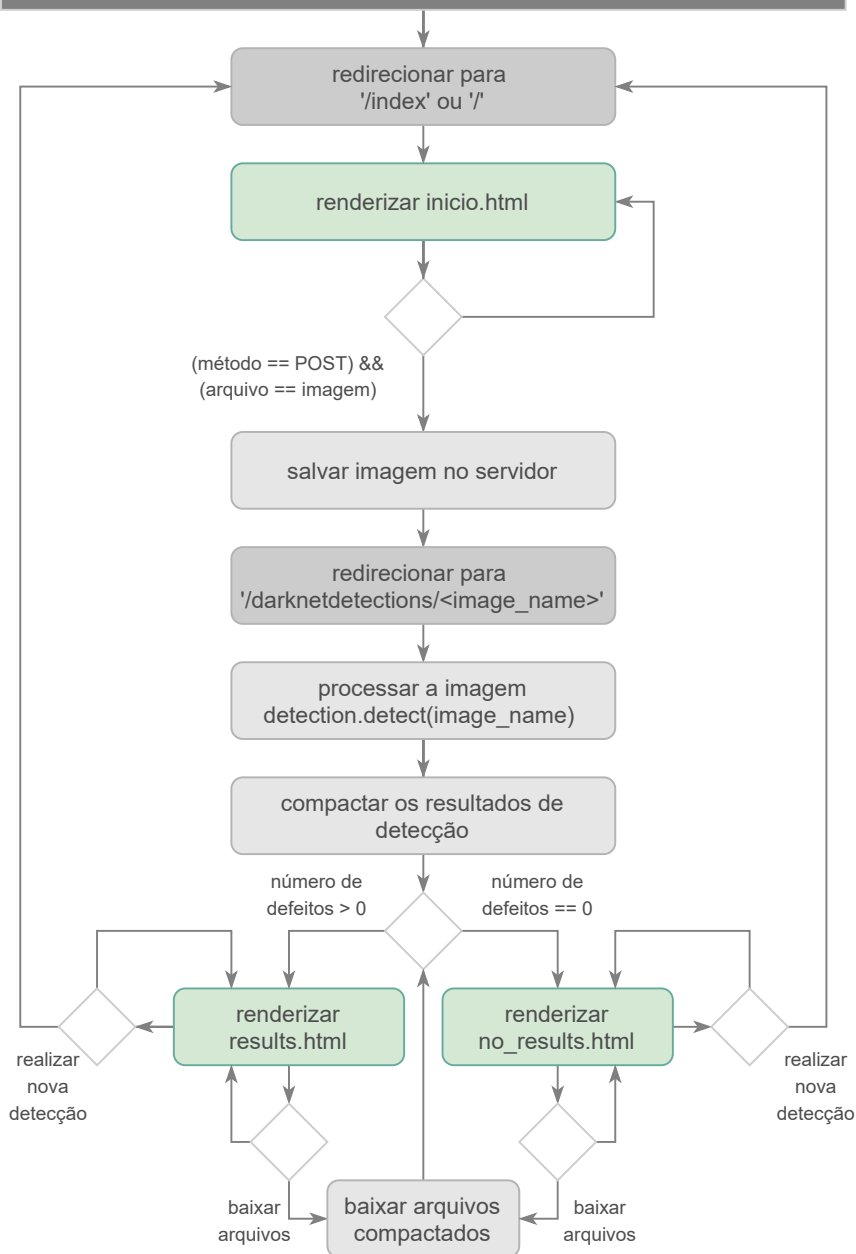 redirecionar para
'/index' ou '/'
renderizar inicio.html
(método == POST) &&
(arquivo == imagem)
salvar imagem no servidor
redirecionar para
'/darknetdetections/<image_name>'
processar a imagem
detection.detect(image_name)
compactar os resultados de
detecção
número de
defeitos > 0
número de
defeitos == 0
renderizar
results.html
renderizar
no_results.html
realizar
nova
detecção
realizar
nova
detecção
baixar
arquivos
baixar arquivos
compactados
baixar
arquivos